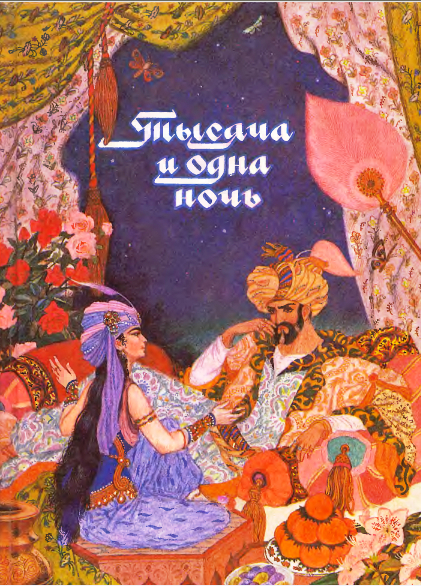 Тысяча
и одна
ночь